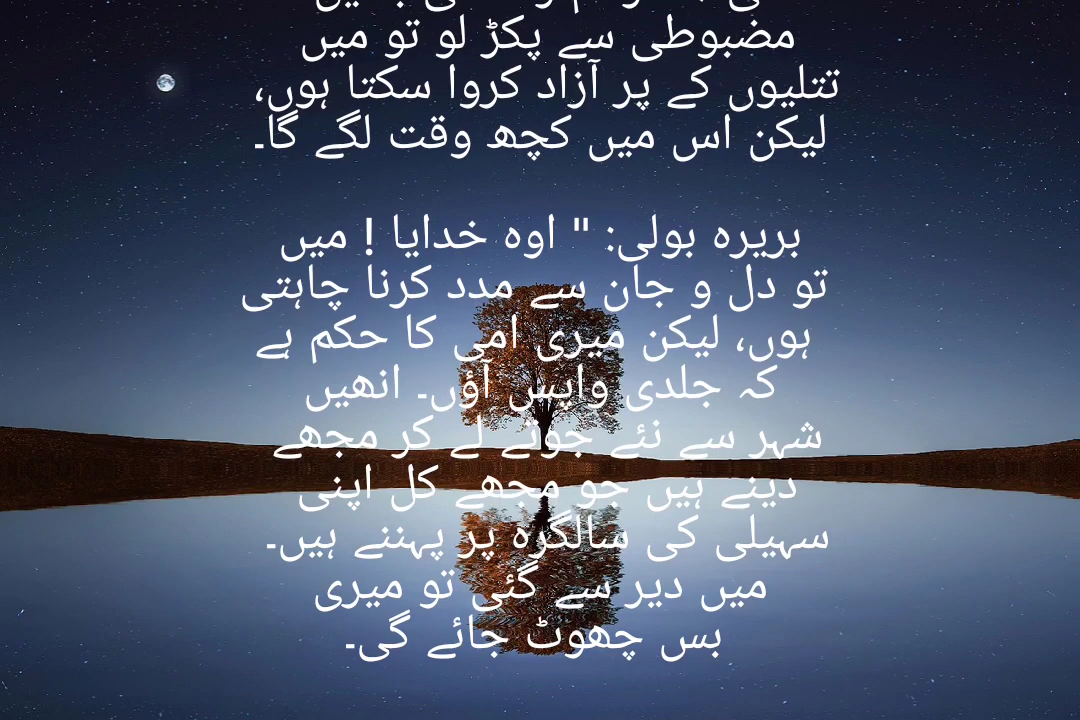 مضبوطی سے پکڑ لو تو میں
تتلیوں کے پر آزاد کروا سکتا ہوں،
لیکن اس میں کچھ وقت لگے گا۔
بریرہ بولی: " اوہ خدایا ! میں
تو دل و جان سے مدد کرنا چاہتی
ہوں، لیکن میری امی کا حکم ہے
کہ جلدی واپس آؤں۔ انھیں
شہر سے نئے جوتے لے کر مجھے
دینے ہیں جو مجھے کل اپنی
سہیلی کی سالگرہ پر پہننے ہیں۔
میں دیر سے گئی تو میری
بس چھوٹ جائے گی۔